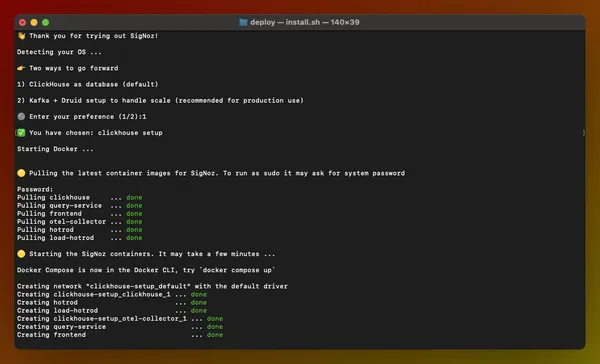 deploy — install.sh — 140×39
👋 Thank you for trying out SigNoz!
Detecting your OS ...
👉 Two ways to go forward
1) ClickHouse as database (default)
2) Kafka + Druid setup to handle scale (recommended for production use)
Enter your preference (1/2):1
✅ You have chosen: clickhouse setup
Starting Docker ...
🟡 Pulling the latest container images for SigNoz. To run as sudo it may ask for system password
Password:
Pulling clickhouse ... done
Pulling query-service ... done
Pulling frontend ... done
Pulling otel-collector ... done
Pulling hotrod ... done
Pulling load-hotrod ... done
🟡 Starting the SigNoz containers. It may take a few minutes ...
Docker Compose is now in the Docker CLI, try `docker compose up`
Creating network "clickhouse-setup_default" with the default driver
Creating clickhouse-setup_clickhouse_1 ... done
Creating hotrod ... done
Creating load-hotrod ... done
Creating clickhouse-setup_otel-collector_1 ... done
Creating query-service ... done
Creating frontend ... done